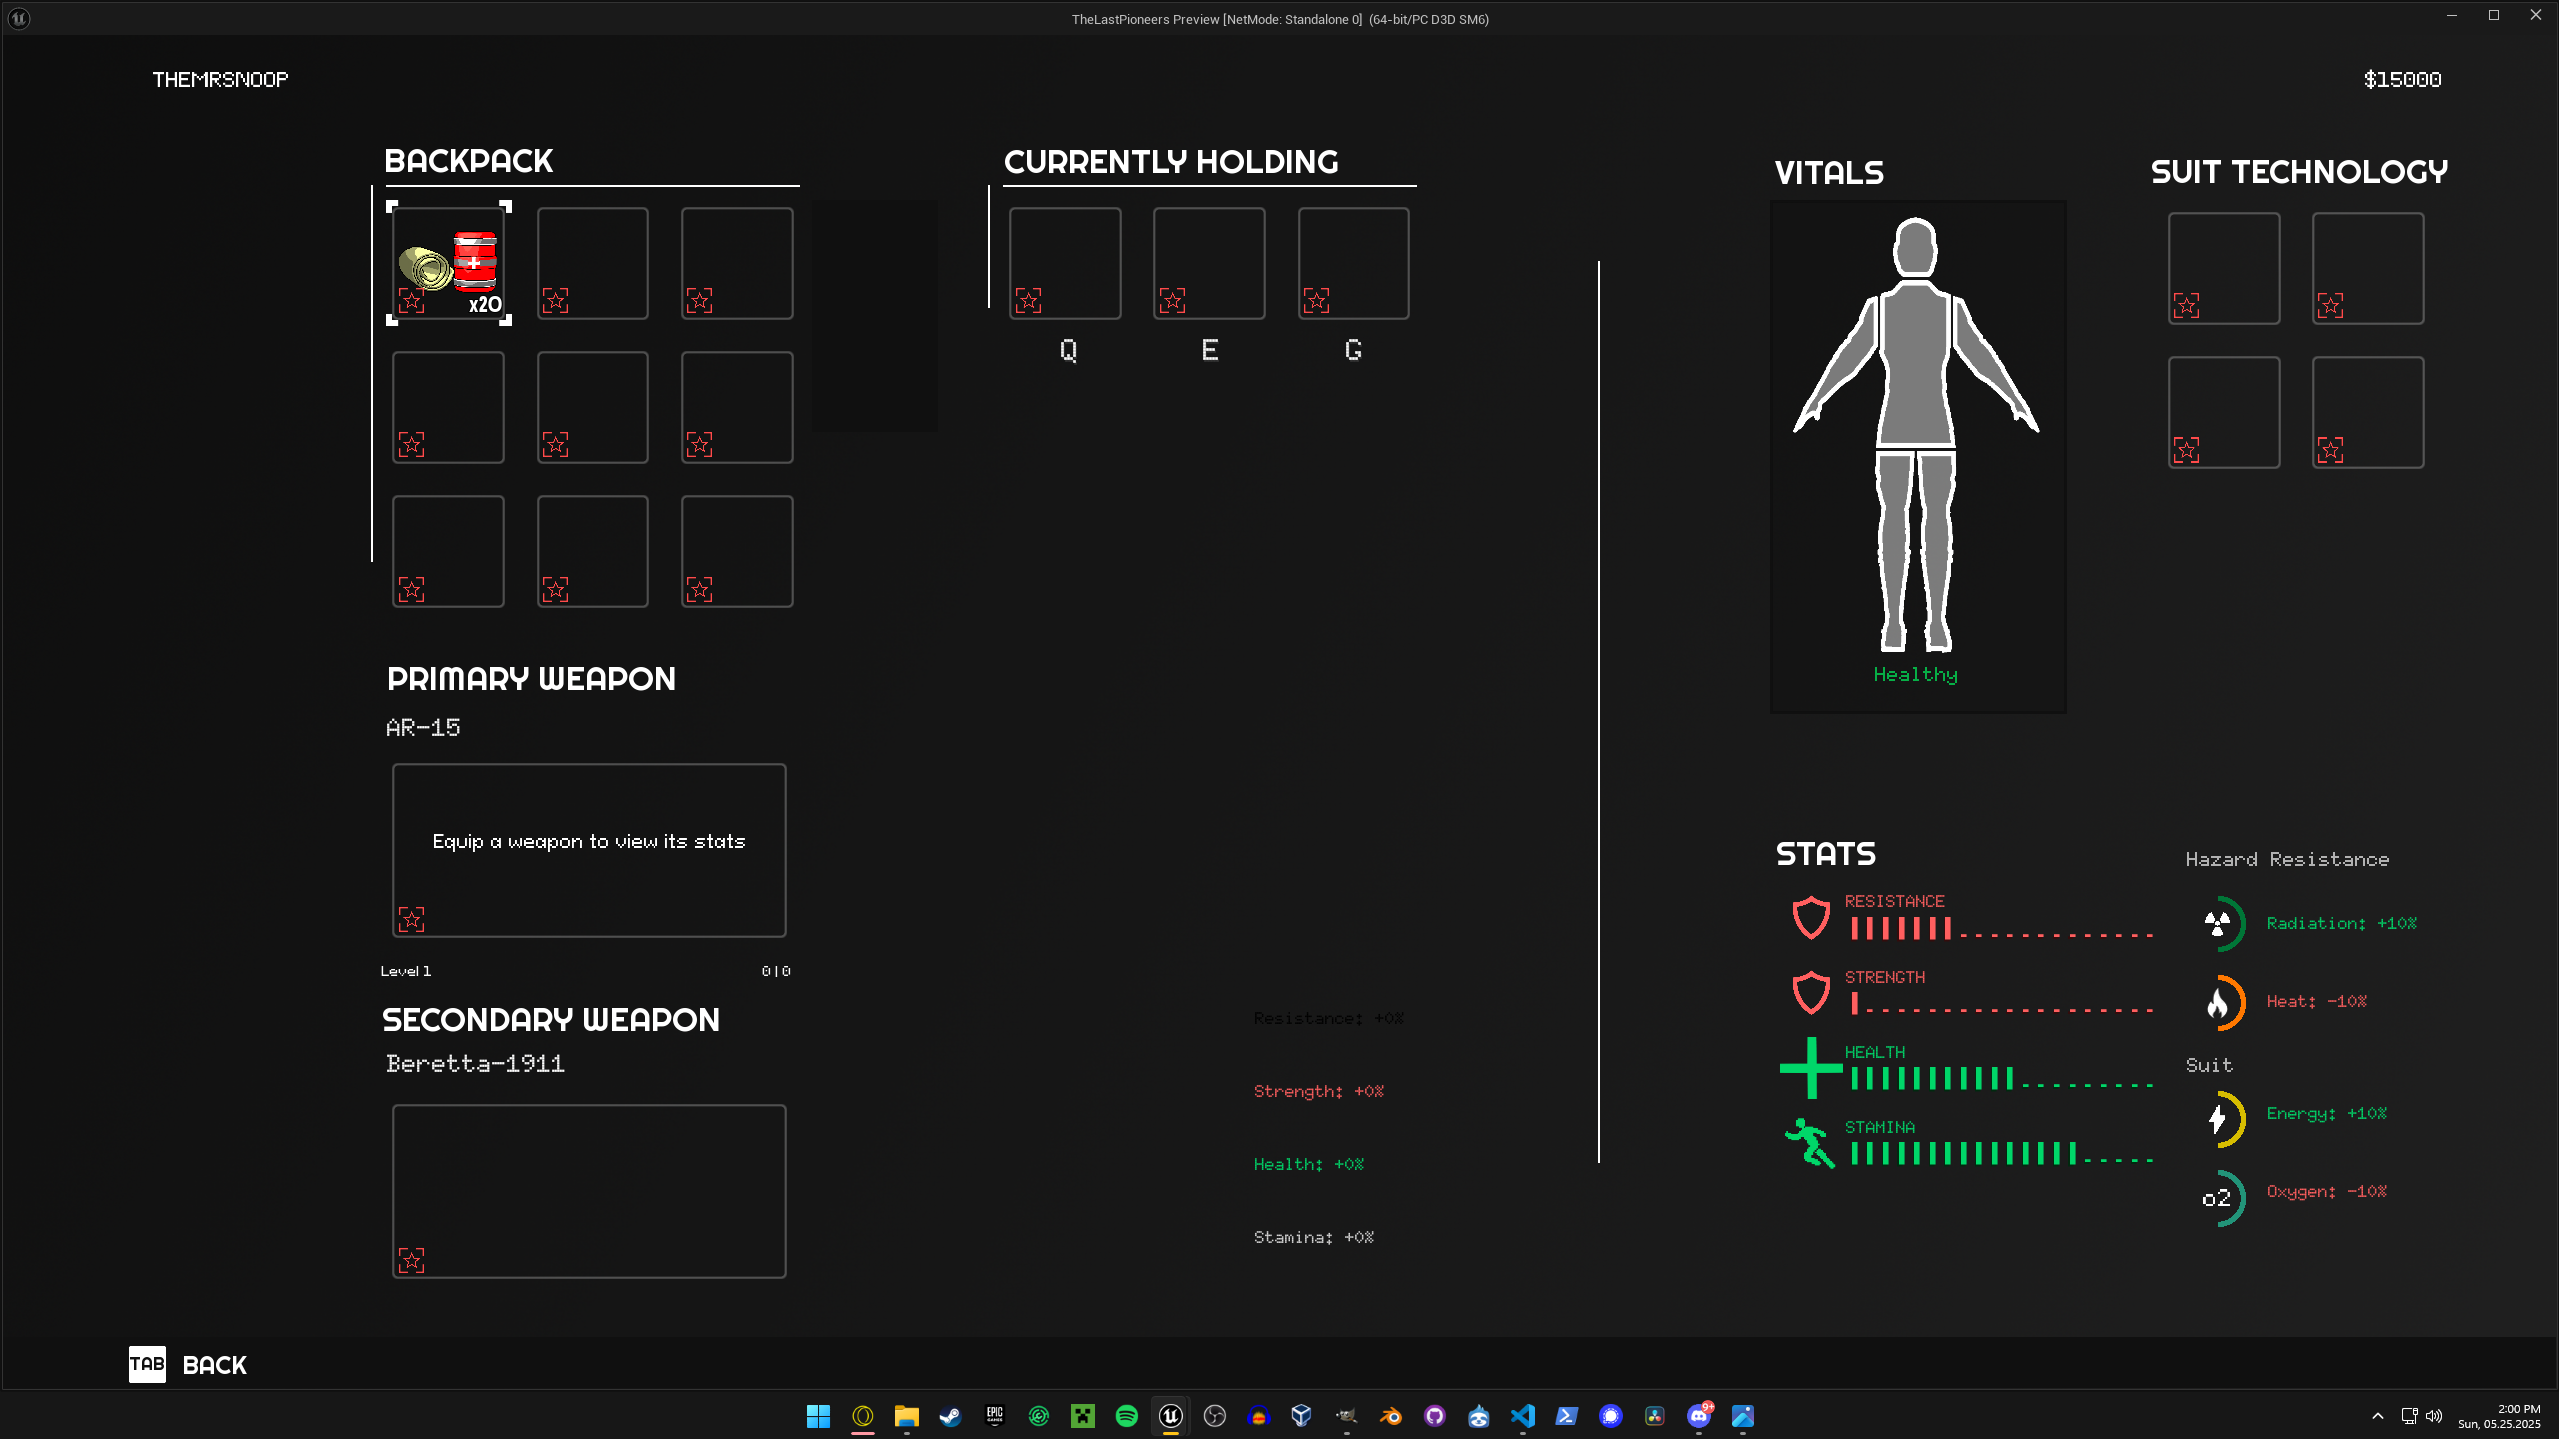 TheLastPioneers Preview [NetMode: Standalone 0]  (64-bit/PC D3D SM6)
THEMRSNOOP
$15000
BACKPACK
x20
CURRENTLY HOLDING
Q
E
G
VITALS
Healthy
SUIT TECHNOLOGY
PRIMARY WEAPON
AR-15
Equip a weapon to view its stats
Level 1
0|0
SECONDARY WEAPON
Beretta-1911
Resistance: +0%
Strength: +0%
Health: +0%
Stamina: +0%
STATS
RESISTANCE
STRENGTH
HEALTH
STAMINA
Hazard Resistance
Radiation: +10%
Heat: -10%
Suit
Energy: +10%
o2
Oxygen: -10%
TAB
BACK
EPIC
GAMES
9+
2:00 PM
Sun, 05.25.2025